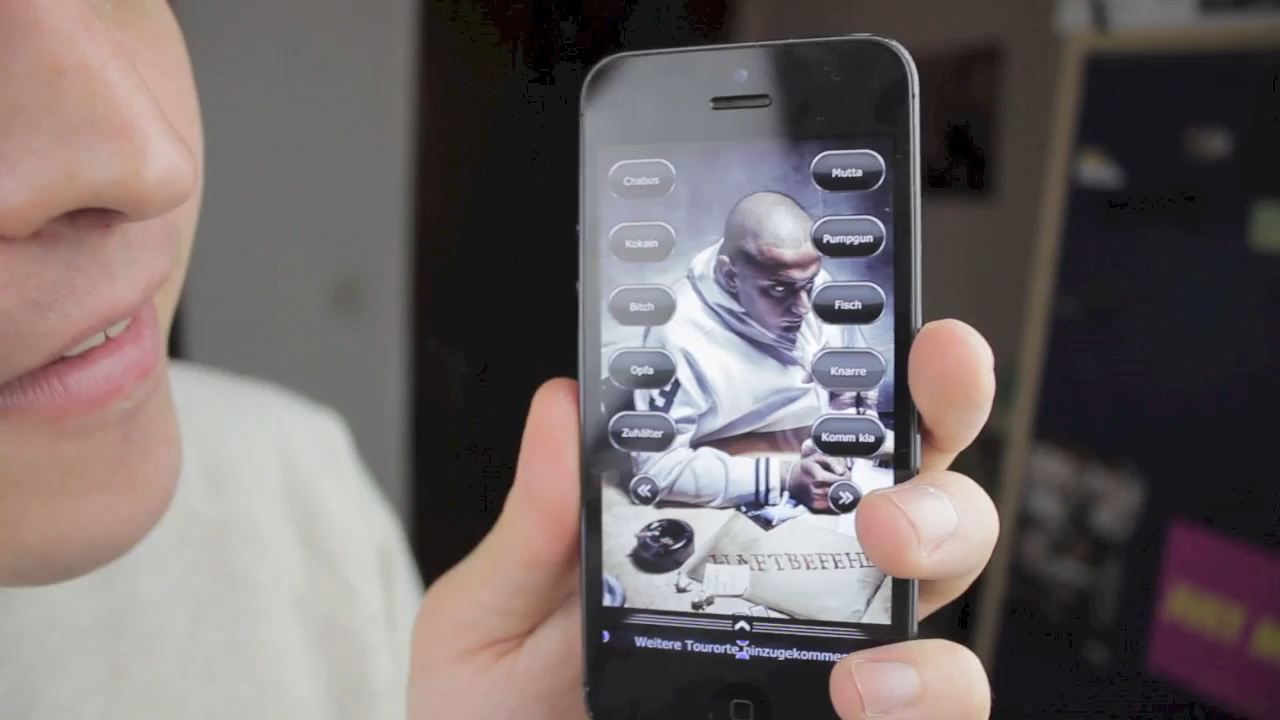 Chabos
Mutta
Kokain
Pumpgun
Bitch
Fisch
Opfa
Knarre
Zuhälter
Komm kla
HAFTBEFEHL
Weitere Tourorte hinzugekommen